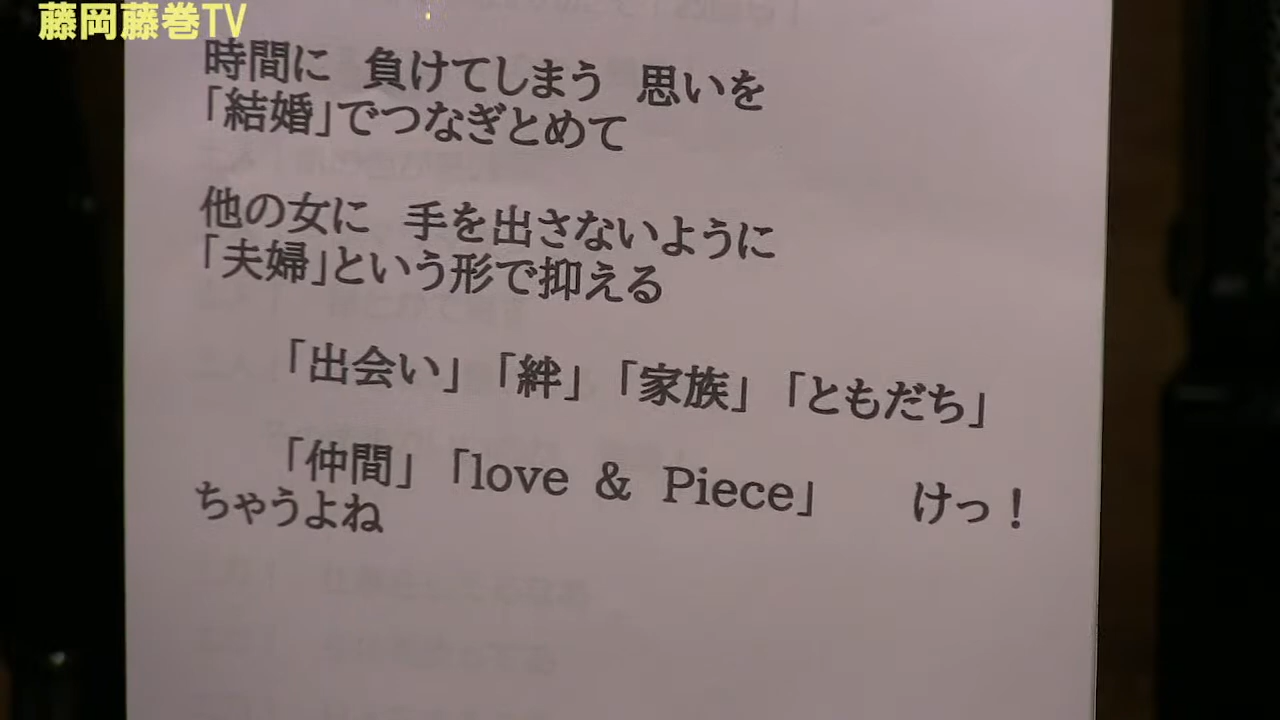 藤岡藤巻TV
時間に　負けてしまう　思いを
「結婚」でつなぎとめて
他の女に　手を出さないように
「夫婦」という形で抑える
「出会い」「絆」「家族」「ともだち」
「仲間」「love & Piece」　　けっ！
ちゃうよね